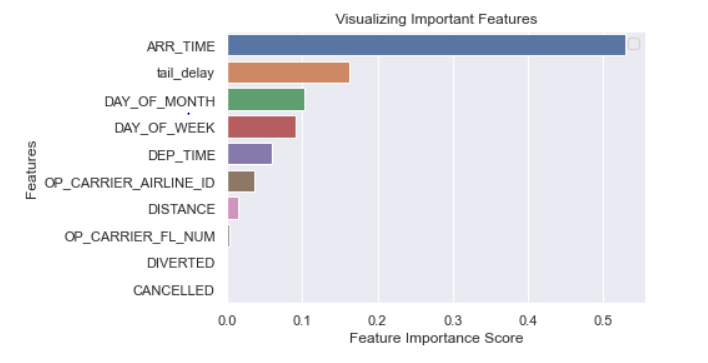 Visualizing Important Features
ARR_TIME
tail_delay
DAY_OF_MONTH
DAY_OF_WEEK
DEP_TIME
OP_CARRIER_AIRLINE_ID
DISTANCE
OP_CARRIER_FL_NUM
DIVERTED
CANCELLED
Features
0.0 0.1 0.2 0.3 0.4 0.5
Feature Importance Score